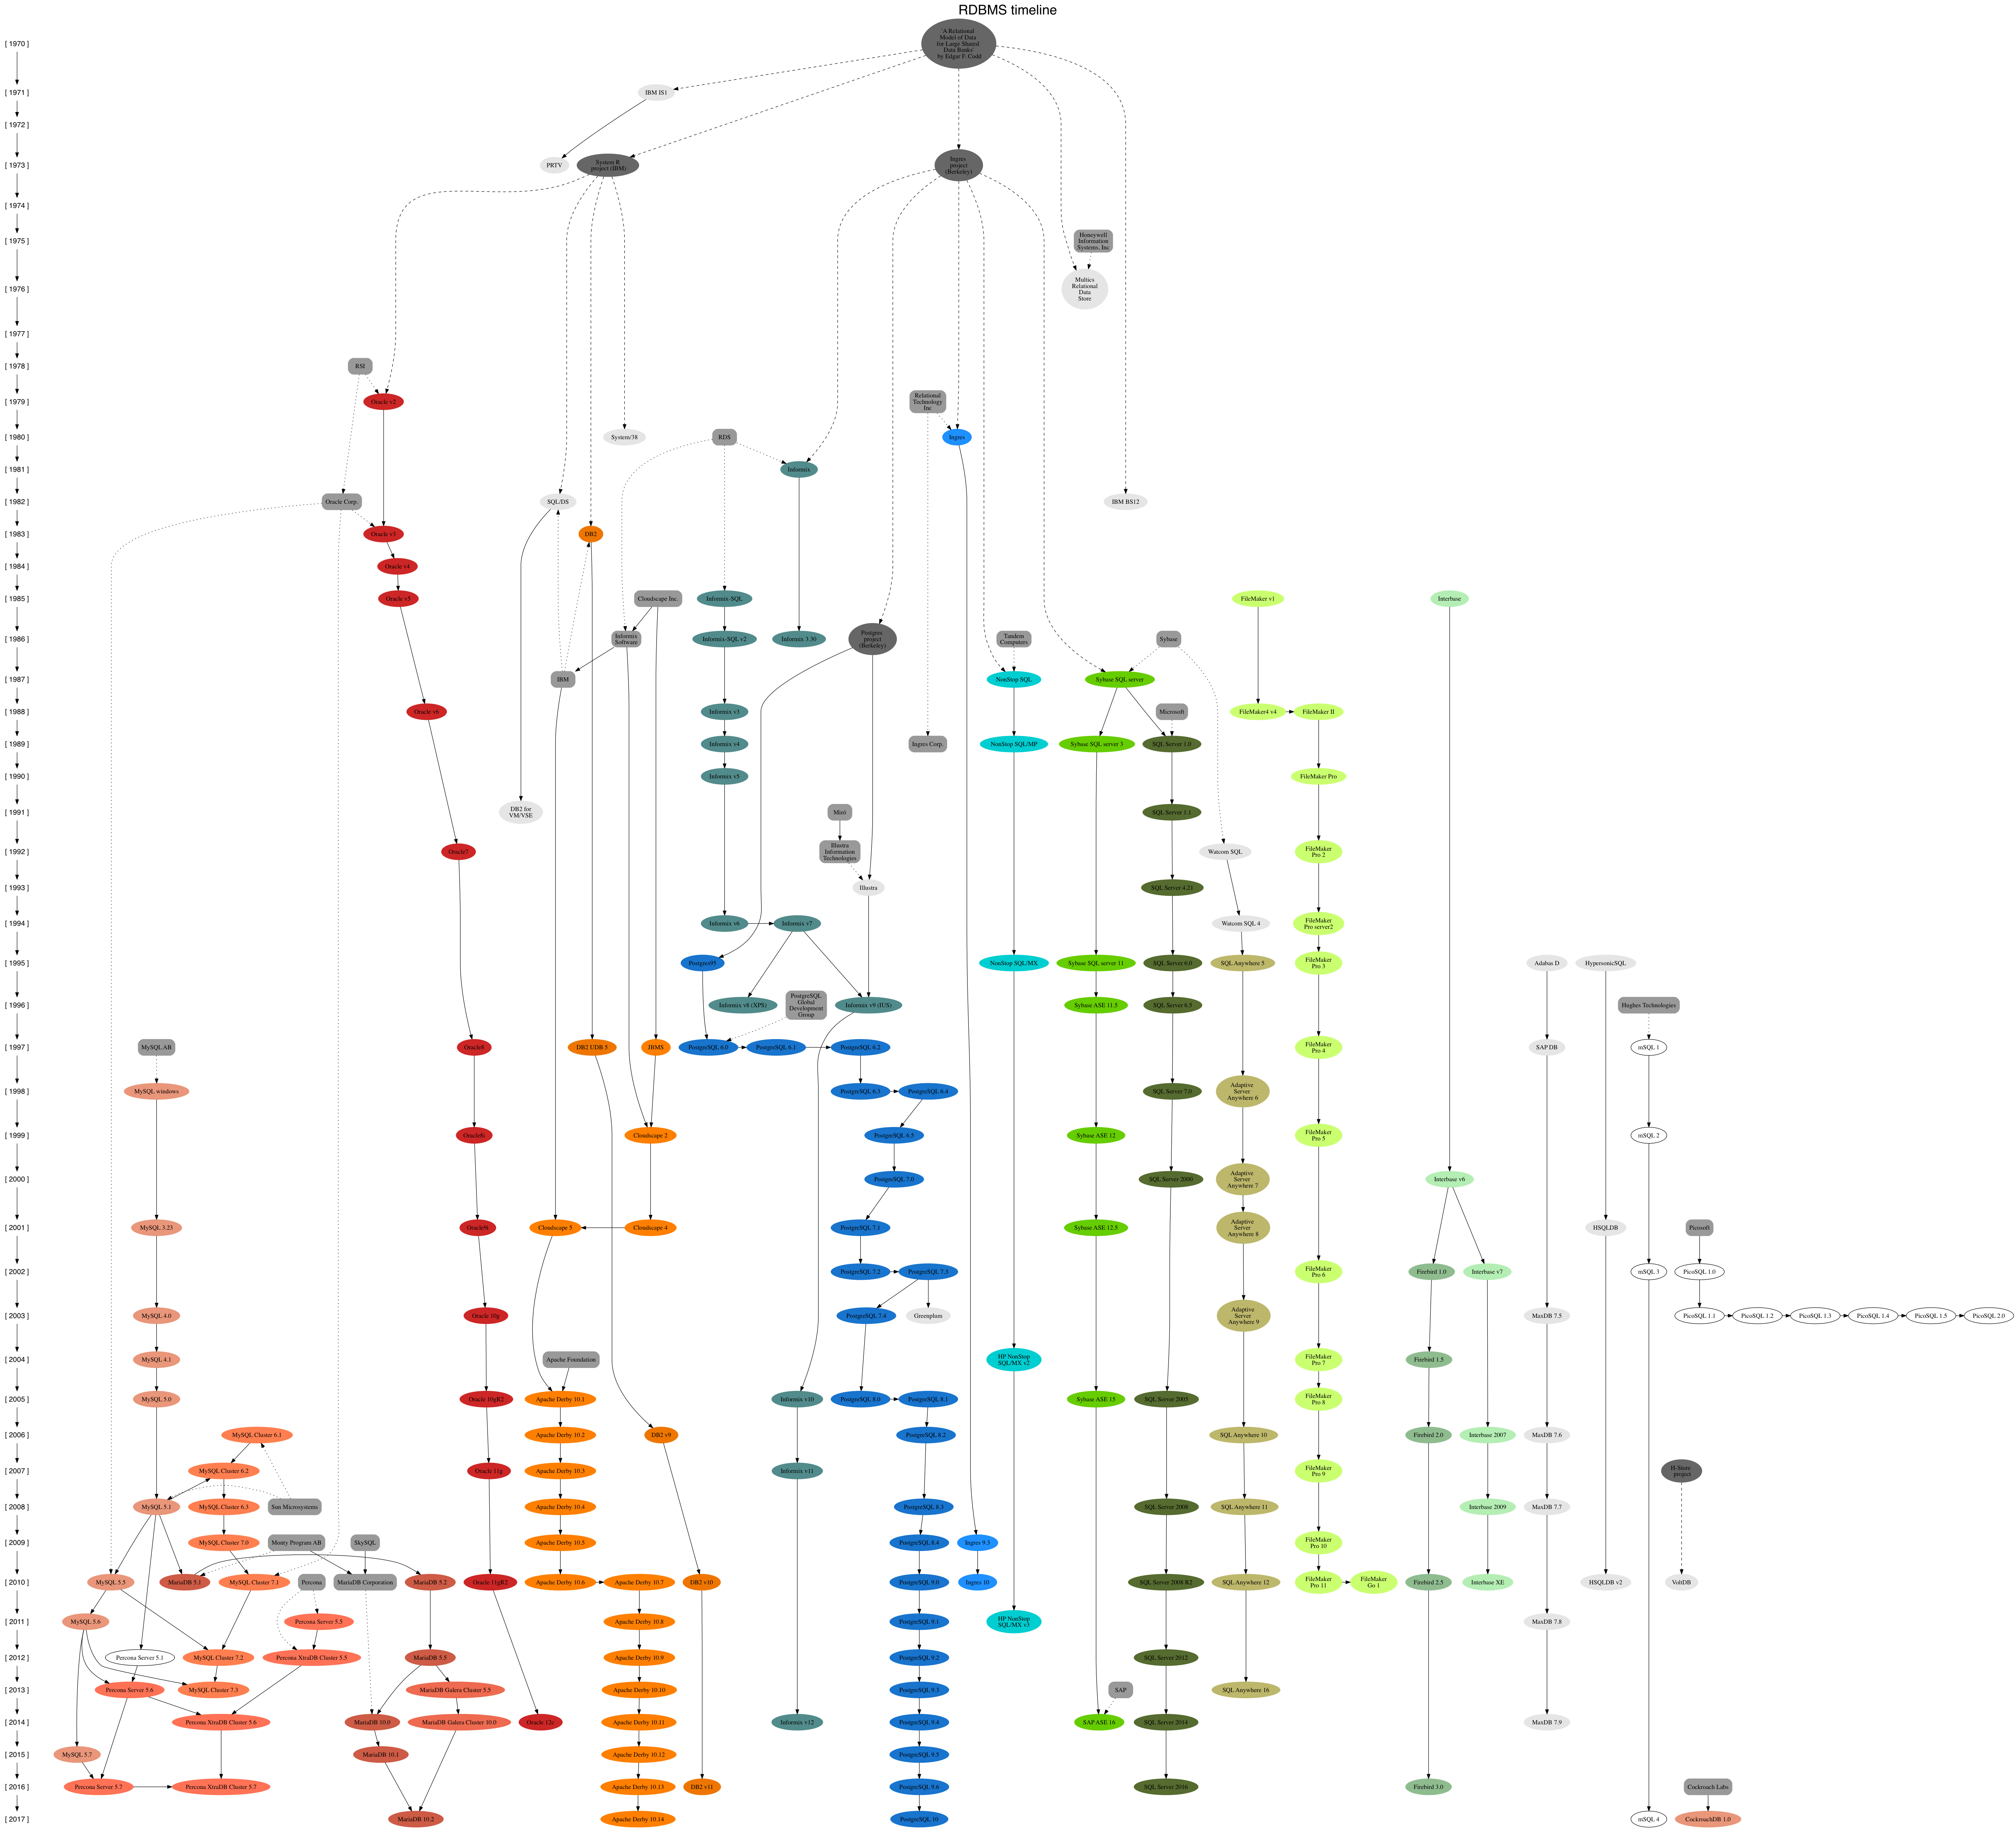 RDBMS timeline
'A Relational
Model of Data
for Large Shared
Data Banks'
by Edgar F. Codd
[ 1970 ]
[ 1971 ]
IBM IS1
[ 1972 ]
[ 1973 ]
PRTV
System R
project (IBM)
Ingres
project
(Berkeley)
[ 1974 ]
[ 1975 ]
Honeywell
Information
Systems, Inc
[ 1976 ]
Multics
Relational
Data
Store
[ 1977 ]
[ 1978 ]
RSI
[ 1979 ]
Oracle v2
Relational
Technology
Inc
[ 1980 ]
System/38
RDS
Ingres
[ 1981 ]
Informix
[ 1982 ]
Oracle Corp.
SQL/DS
IBM BS12
[ 1983 ]
Oracle v3
DB2
[ 1984 ]
Oracle v4
[ 1985 ]
Oracle v5
Cloudscape Inc.
Informix-SQL
FileMaker v1
Interbase
[ 1986 ]
Informix
Software
Informix-SQL v2
Informix 3.30
Postgres
project
(Berkeley)
Tandem
Computers
Sybase
[ 1987 ]
IBM
NonStop SQL
Sybase SQL server
[ 1988 ]
Oracle v6
Informix v3
Microsoft
FileMaker4 v4
FileMaker II
[ 1989 ]
Informix v4
Ingres Corp.
NonStop SQL/MP
Sybase SQL server 3
SQL Server 1.0
[ 1990 ]
Informix v5
FileMaker Pro
[ 1991 ]
DB2 for
VM/VSE
Miró
SQL Server 1.1
[ 1992 ]
Oracle7
Illustra
Information
Technologies
Watcom SQL
FileMaker
Pro 2
[ 1993 ]
Illustra
SQL Server 4.21
[ 1994 ]
Informix v6
Informix v7
Watcom SQL 4
FileMaker
Pro server2
[ 1995 ]
Postgres95
NonStop SQL/MX
Sybase SQL server 11
SQL Server 6.0
SQL Anywhere 5
FileMaker
Pro 3
Adabas D
HypersonicSQL
[ 1996 ]
Informix v8 (XPS)
PostgreSQL
Global
Development
Group
Informix v9 (IUS)
Sybase ASE 11.5
SQL Server 6.5
Hughes Technologies
[ 1997 ]
MySQL AB
Oracle8
DB2 UDB 5
JBMS
PostgreSQL 6.0
PostgreSQL 6.1
PostgreSQL 6.2
FileMaker
Pro 4
SAP DB
mSQL 1
[ 1998 ]
MySQL windows
PostgreSQL 6.3
PostgreSQL 6.4
SQL Server 7.0
Adaptive
Server
Anywhere 6
[ 1999 ]
Oracle8i
Cloudscape 2
PostgreSQL 6.5
Sybase ASE 12
FileMaker
Pro 5
mSQL 2
[ 2000 ]
PostgreSQL 7.0
SQL Server 2000
Adaptive
Server
Anywhere 7
Interbase v6
[ 2001 ]
MySQL 3.23
Oracle9i
Cloudscape 5
Cloudscape 4
PostgreSQL 7.1
Sybase ASE 12.5
Adaptive
Server
Anywhere 8
HSQLDB
Picosoft
[ 2002 ]
PostgreSQL 7.2
PostgreSQL 7.3
FileMaker
Pro 6
Firebird 1.0
Interbase v7
mSQL 3
PicoSQL 1.0
[ 2003 ]
MySQL 4.0
Oracle 10g
PostgreSQL 7.4
Greenplum
Adaptive
Server
Anywhere 9
MaxDB 7.5
PicoSQL 1.1
PicoSQL 1.2
PicoSQL 1.3
PicoSQL 1.4
PicoSQL 1.5
PicoSQL 2.0
[ 2004 ]
MySQL 4.1
Apache Foundation
HP NonStop
SQL/MX v2
FileMaker
Pro 7
Firebird 1.5
[ 2005 ]
MySQL 5.0
Oracle 10gR2
Apache Derby 10.1
Informix v10
PostgreSQL 8.0
PostgreSQL 8.1
Sybase ASE 15
SQL Server 2005
FileMaker
Pro 8
[ 2006 ]
MySQL Cluster 6.1
Apache Derby 10.2
DB2 v9
PostgreSQL 8.2
SQL Anywhere 10
Firebird 2.0
Interbase 2007
MaxDB 7.6
[ 2007 ]
MySQL Cluster 6.2
Oracle 11g
Apache Derby 10.3
Informix v11
FileMaker
Pro 9
H-Store
project
[ 2008 ]
MySQL 5.1
MySQL Cluster 6.3
Sun Microsystems
Apache Derby 10.4
PostgreSQL 8.3
SQL Server 2008
SQL Anywhere 11
Interbase 2009
MaxDB 7.7
[ 2009 ]
MySQL Cluster 7.0
Monty Program AB
SkySQL
Apache Derby 10.5
PostgreSQL 8.4
Ingres 9.3
FileMaker
Pro 10
[ 2010 ]
MySQL 5.5
MariaDB 5.1
MySQL Cluster 7.1
Percona
MariaDB Corporation
MariaDB 5.2
Oracle 11gR2
Apache Derby 10.6
Apache Derby 10.7
DB2 v10
PostgreSQL 9.0
Ingres 10
SQL Server 2008 R2
SQL Anywhere 12
FileMaker
Pro 11
FileMaker
Go 1
Firebird 2.5
Interbase XE
HSQLDB v2
VoltDB
[ 2011 ]
MySQL 5.6
Percona Server 5.5
Apache Derby 10.8
PostgreSQL 9.1
HP NonStop
SQL/MX v3
MaxDB 7.8
[ 2012 ]
Percona Server 5.1
MySQL Cluster 7.2
Percona XtraDB Cluster 5.5
MariaDB 5.5
Apache Derby 10.9
PostgreSQL 9.2
SQL Server 2012
[ 2013 ]
Percona Server 5.6
MySQL Cluster 7.3
MariaDB Galera Cluster 5.5
Apache Derby 10.10
PostgreSQL 9.3
SAP
SQL Anywhere 16
[ 2014 ]
Percona XtraDB Cluster 5.6
MariaDB 10.0
MariaDB Galera Cluster 10.0
Oracle 12c
Apache Derby 10.11
Informix v12
PostgreSQL 9.4
SAP ASE 16
SQL Server 2014
MaxDB 7.9
[ 2015 ]
MySQL 5.7
MariaDB 10.1
Apache Derby 10.12
PostgreSQL 9.5
[ 2016 ]
Percona Server 5.7
Percona XtraDB Cluster 5.7
Apache Derby 10.13
DB2 v11
PostgreSQL 9.6
SQL Server 2016
Firebird 3.0
Cockroach Labs
[ 2017 ]
MariaDB 10.2
Apache Derby 10.14
PostgreSQL 10
mSQL 4
CockroachDB 1.0